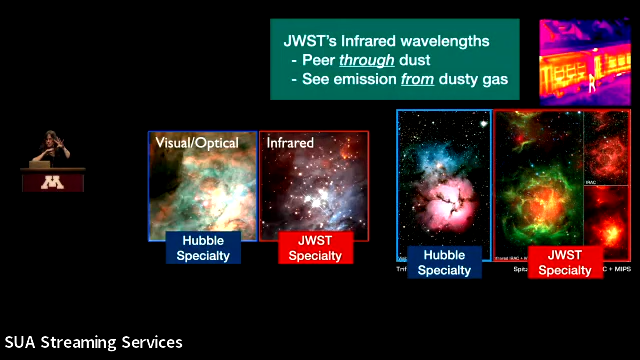 JWST's Infrared wavelengths
- Peer through dust
- See emission from dusty gas
Visual/Optical
Infrared
Hubble
Specialty
JWST
Specialty
IRAC
Hubble
Specialty
JWST
Specialty
M
SUA Streaming Services